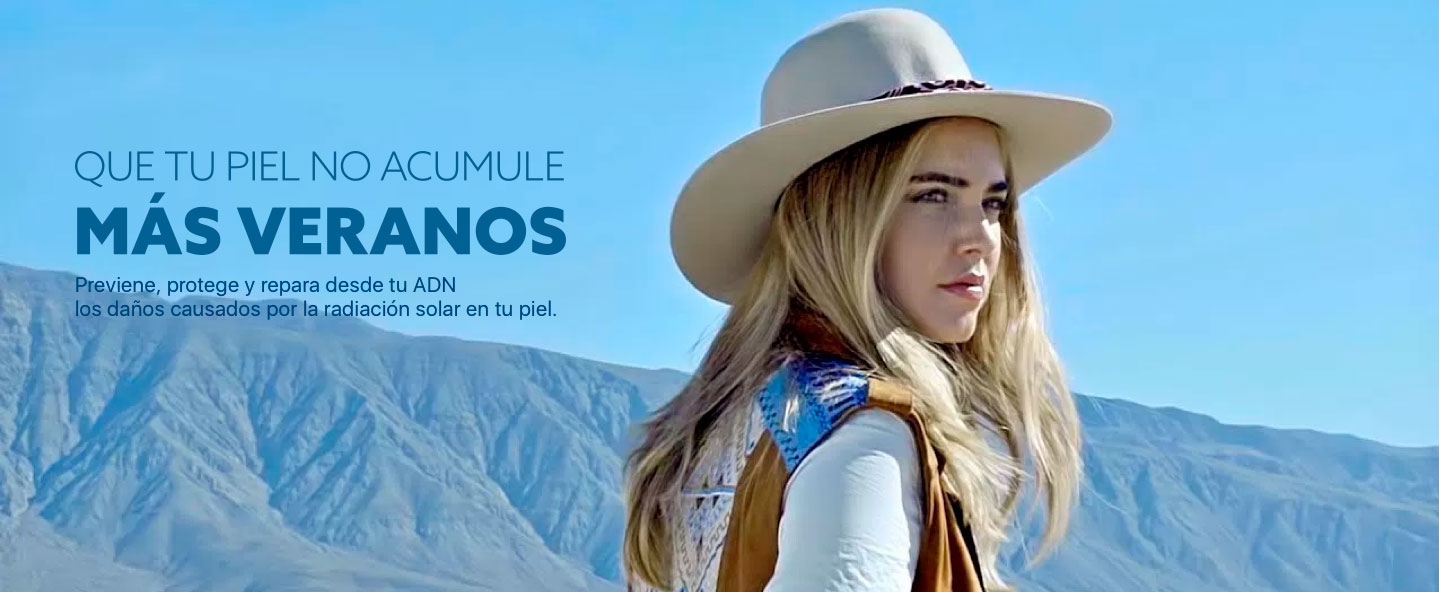 QUE TU PIEL NO ACUMULE
MÁS VERANOS
Previene, protege y repara desde tu ADN
los daños causados por la radiación solar en tu piel.